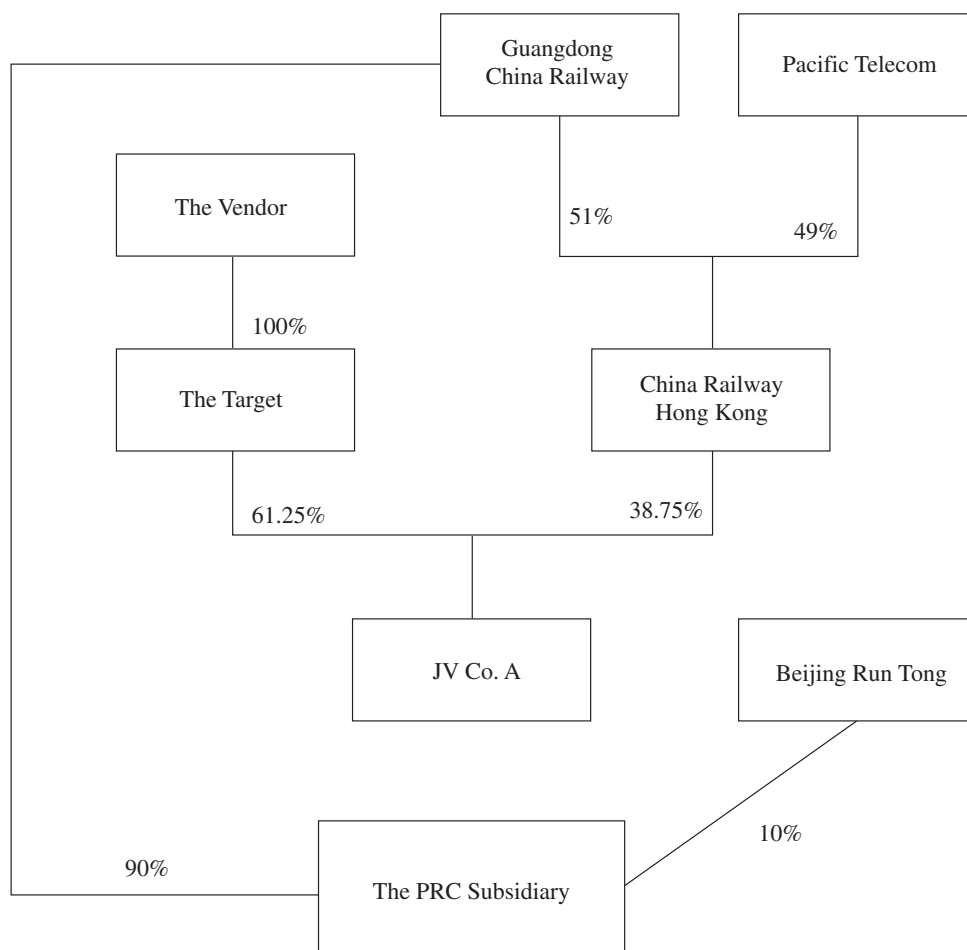 Guangdong
China Railway
Pacific Telecom
The Vendor
51%
49%
100%
The Target
China Railway
Hong Kong
61.25%
38.75%
JV Co. A
Beijing Run Tong
10%
90%
The PRC Subsidiary